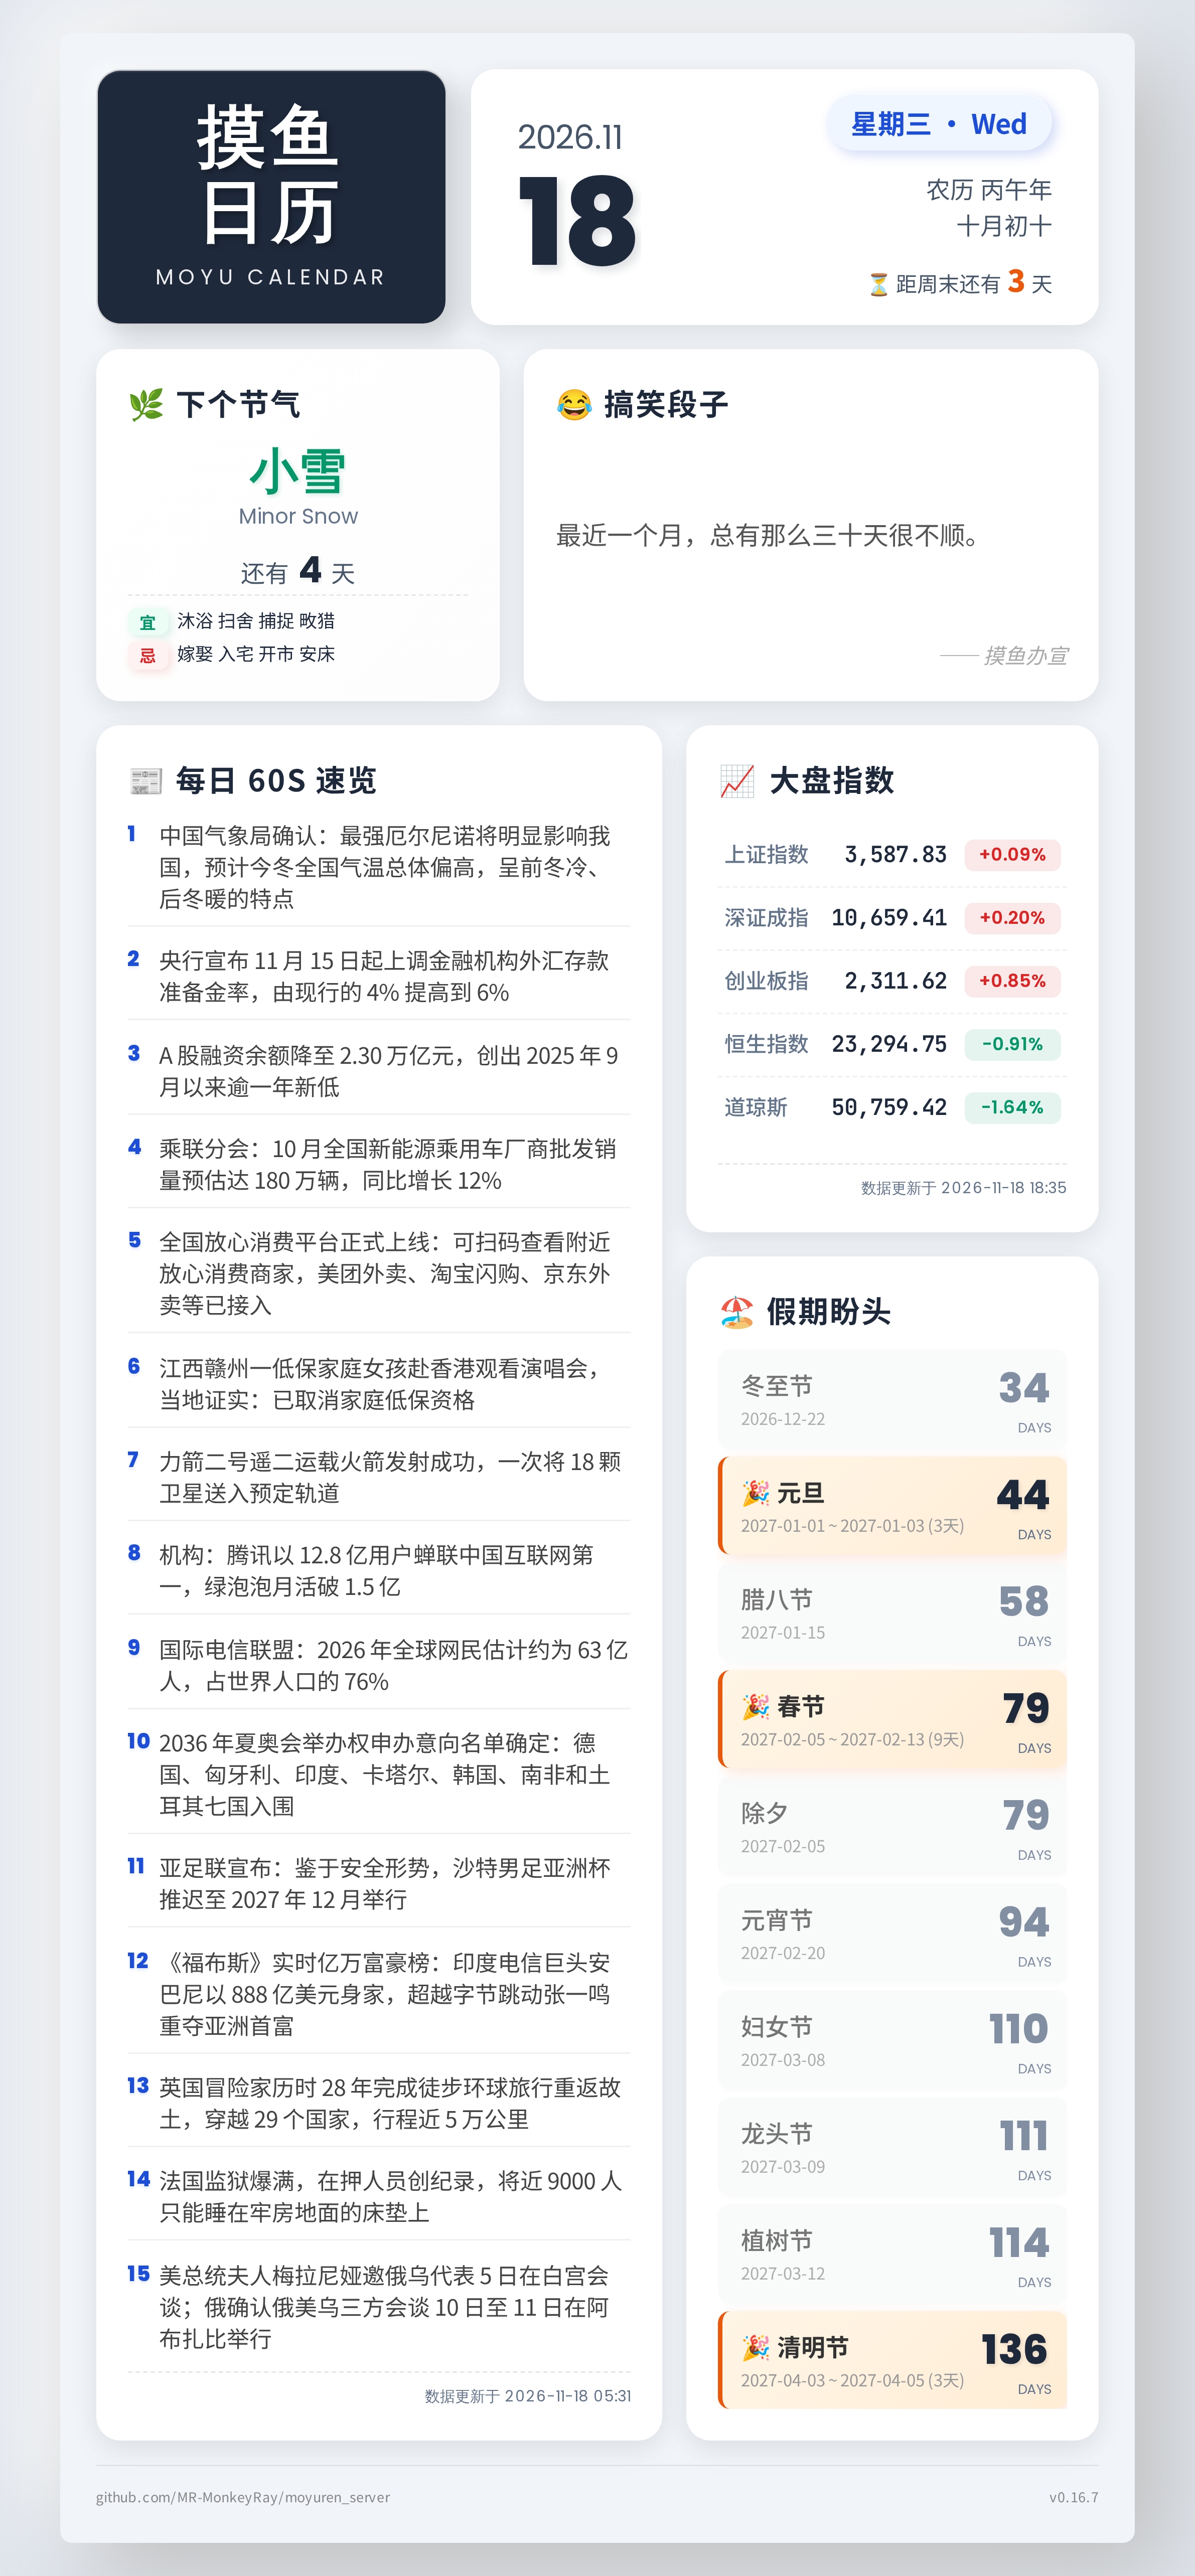 摸鱼
日历
MOYU CALENDAR
2026.11
18
星期三 • Wed
农历 丙午年
十月初十
⏳ 距周末还有 3 天
🌿 下个节气
小雪
Minor Snow
还有 4 天
宜 沐浴 扫舍 捕捉 畋猎
忌 嫁娶 入宅 开市 安床
😂 搞笑段子
最近一个月，总有那么三十天很不顺。
—— 摸鱼办宣
📰 每日 60S 速览
1 中国气象局确认：最强厄尔尼诺将明显影响我
国，预计今冬全国气温总体偏高，呈前冬冷、
后冬暖的特点
2 央行宣布 11 月 15 日起上调金融机构外汇存款
准备金率，由现行的 4% 提高到 6%
3 A 股融资余额降至 2.30 万亿元，创出 2025 年 9
月以来逾一年新低
4 乘联分会：10 月全国新能源乘用车厂商批发销
量预估达 180 万辆，同比增长 12%
5 全国放心消费平台正式上线：可扫码查看附近
放心消费商家，美团外卖、淘宝闪购、京东外
卖等已接入
6 江西赣州一低保家庭女孩赴香港观看演唱会，
当地证实：已取消家庭低保资格
7 力箭二号遥二运载火箭发射成功，一次将 18 颗
卫星送入预定轨道
8 机构：腾讯以 12.8 亿用户蝉联中国互联网第
一，绿泡泡月活破 1.5 亿
9 国际电信联盟：2026 年全球网民估计约为 63 亿
人，占世界人口的 76%
10 2036 年夏奥会举办权申办意向名单确定：德
国、匈牙利、印度、卡塔尔、韩国、南非和土
耳其七国入围
11 亚足联宣布：鉴于安全形势，沙特男足亚洲杯
推迟至 2027 年 12 月举行
12 《福布斯》实时亿万富豪榜：印度电信巨头安
巴尼以 888 亿美元身家，超越字节跳动张一鸣
重夺亚洲首富
13 英国冒险家历时 28 年完成徒步环球旅行重返故
土，穿越 29 个国家，行程近 5 万公里
14 法国监狱爆满，在押人员创纪录，将近 9000 人
只能睡在牢房地面的床垫上
15 美总统夫人梅拉尼娅邀俄乌代表 5 日在白宫会
谈；俄确认俄美乌三方会谈 10 日至 11 日在阿
布扎比举行
数据更新于 2026-11-18 05:31
📈 大盘指数
上证指数 3,587.83 +0.09%
深证成指 10,659.41 +0.20%
创业板指 2,311.62 +0.85%
恒生指数 23,294.75 -0.91%
道琼斯 50,759.42 -1.64%
数据更新于 2026-11-18 18:35
🏖️ 假期盼头
冬至节 34
2026-12-22 DAYS
🎉 元旦 44
2027-01-01 ~ 2027-01-03 (3天) DAYS
腊八节 58
2027-01-15 DAYS
🎉 春节 79
2027-02-05 ~ 2027-02-13 (9天) DAYS
除夕 79
2027-02-05 DAYS
元宵节 94
2027-02-20 DAYS
妇女节 110
2027-03-08 DAYS
龙头节 111
2027-03-09 DAYS
植树节 114
2027-03-12 DAYS
🎉 清明节 136
2027-04-03 ~ 2027-04-05 (3天) DAYS
github.com/MR-MonkeyRay/moyuren_server
v0.16.7